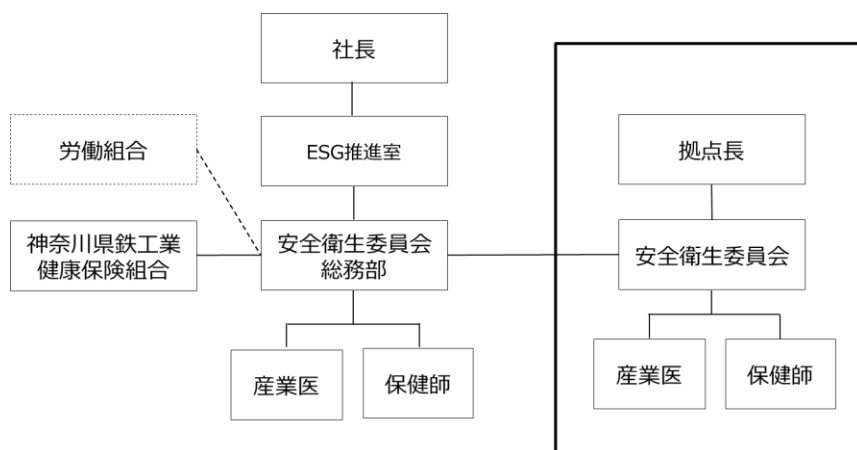 社長
労働組合
ESG推進室
拠点長
神奈川県鉄工業
健康保険組合
安全衛生委員会
総務部
安全衛生委員会
産業医
保健師
産業医
保健師